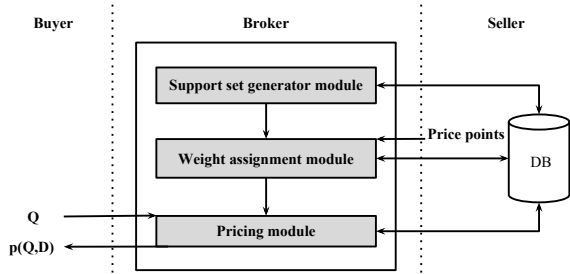 Buyer
Broker
Seller
Support set generator module
Price points
Weight assignment module
DB
Q
Pricing module
p(Q,D)